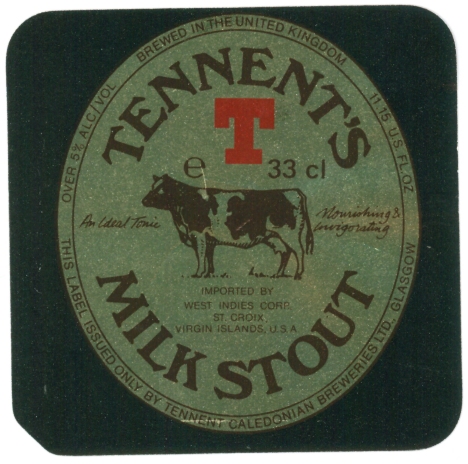 BREWED IN THE UNITED KINGDOM
OVER 5% ALC/VOL
11.15 U.S. FL.OZ
TENNENT'S
T
e 33 cl
An Ideal Tonic
Nourishing &
Invigorating
IMPORTED BY
WEST INDIES CORP.
ST. CROIX
VIRGIN ISLANDS, U.S.A.
MILK STOUT
THIS LABEL ISSUED ONLY BY TENNENT CALEDONIAN BREWERIES LTD. GLASGOW